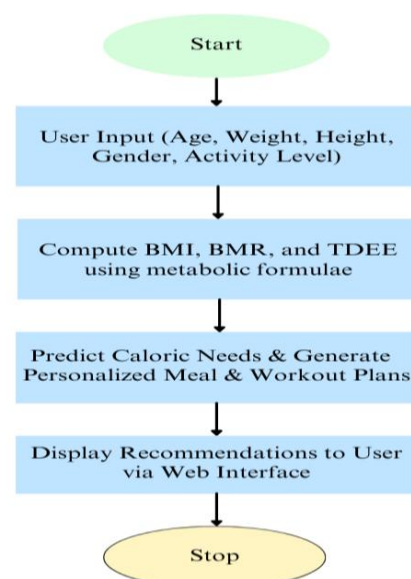 Start
User Input (Age, Weight, Height,
Gender, Activity Level)
Compute BMI, BMR, and TDEE
using metabolic formulae
Predict Caloric Needs & Generate
Personalized Meal & Workout Plans
Display Recommendations to User
via Web Interface
Stop